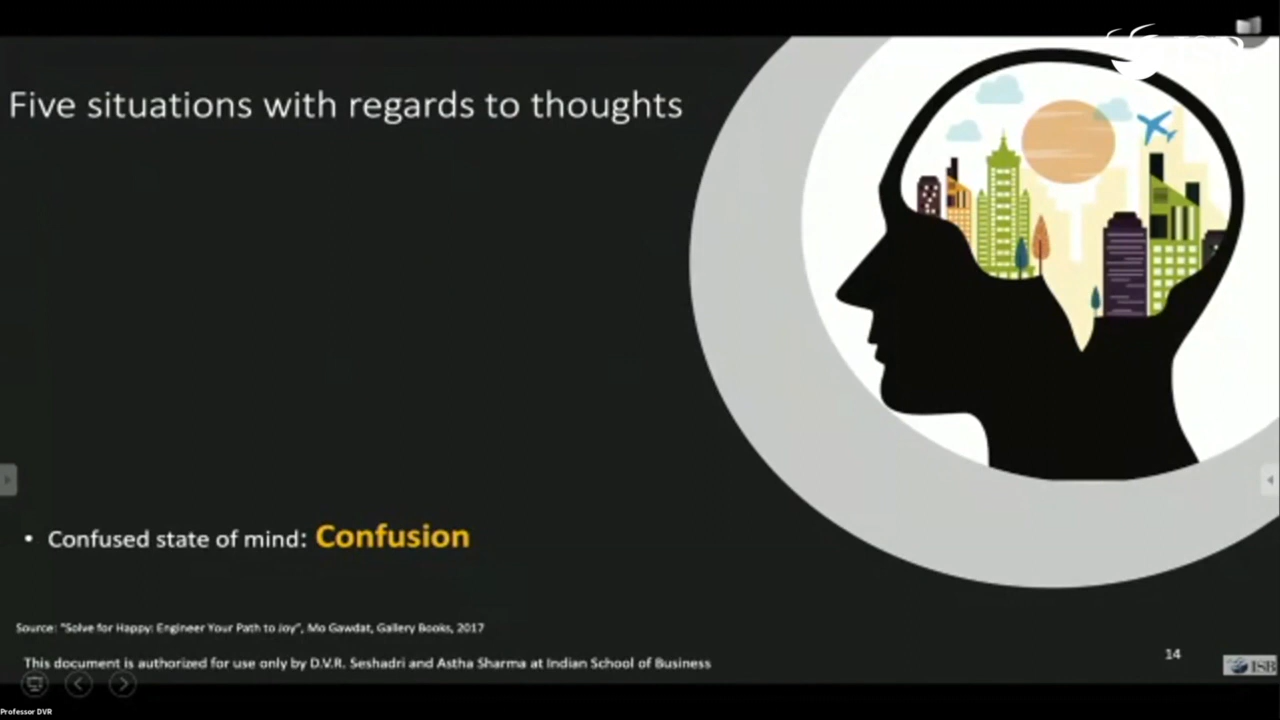 Five situations with regards to thoughts
• Confused state of mind: Confusion
Source: "Solve for Happy: Engineer Your Path to Joy", Mo Gawdat, Gallery Books, 2017
14
This document is authorized for use only by D.V.R. Seshadri and Astha Sharma at Indian School of Business
ISB
Professor DVR